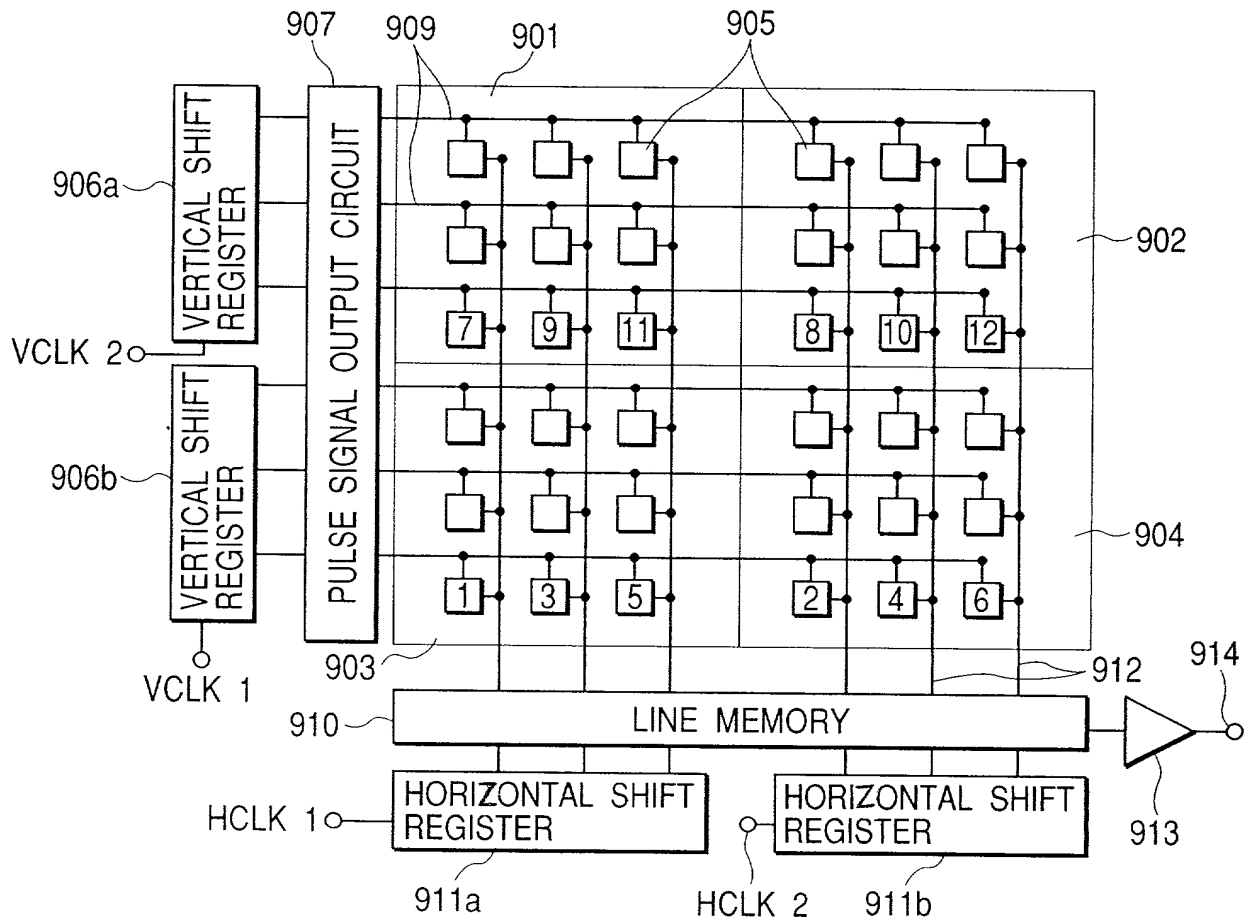 907
909
901
905
906a
VERTICAL SHIFT
REGISTER
PULSE SIGNAL OUTPUT CIRCUIT
902
7
9
11
8
10
12
VCLK 2
906b
VERTICAL SHIFT
REGISTER
904
1
3
5
2
4
6
903
VCLK 1
912
914
910
LINE MEMORY
913
HCLK 1
HORIZONTAL SHIFT
REGISTER
HORIZONTAL SHIFT
REGISTER
911a
HCLK 2
911b